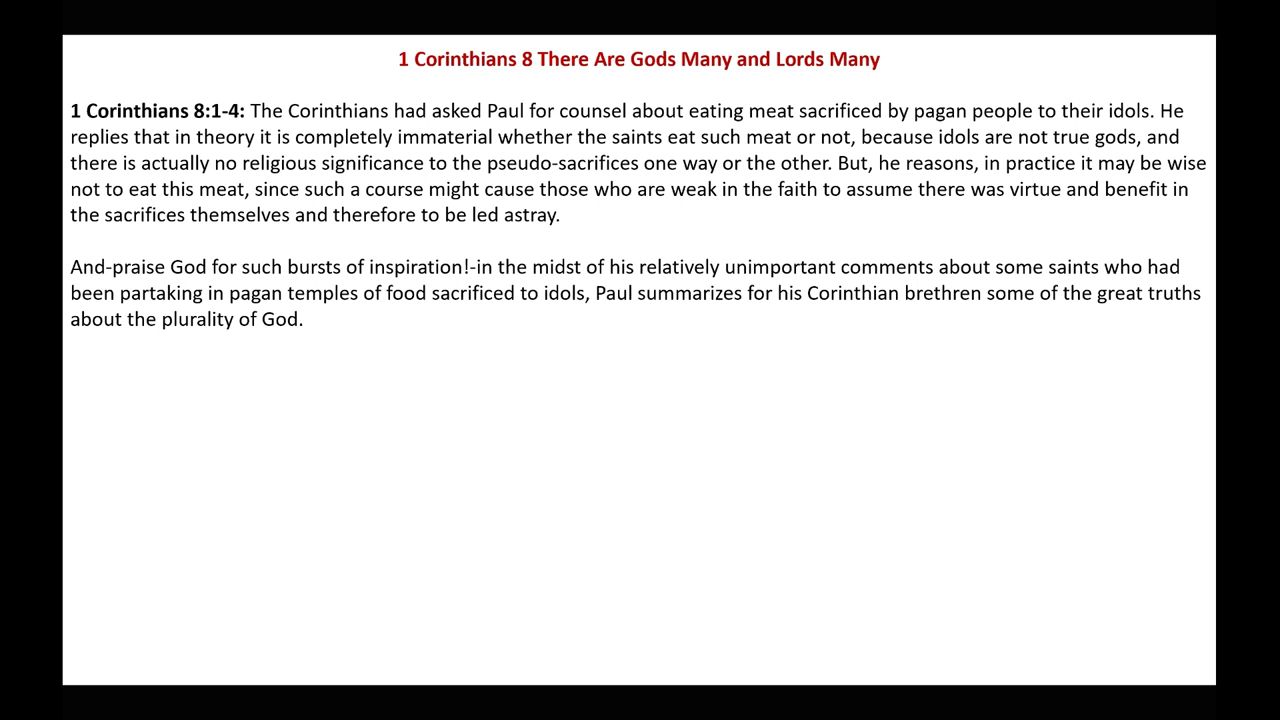 1 Corinthians 8 There Are Gods Many and Lords Many
1 Corinthians 8:1-4: The Corinthians had asked Paul for counsel about eating meat sacrificed by pagan people to their idols. He
replies that in theory it is completely immaterial whether the saints eat such meat or not, because idols are not true gods, and
there is actually no religious significance to the pseudo-sacrifices one way or the other. But, he reasons, in practice it may be wise
not to eat this meat, since such a course might cause those who are weak in the faith to assume there was virtue and benefit in
the sacrifices themselves and therefore to be led astray.
And-praise God for such bursts of inspiration!-in the midst of his relatively unimportant comments about some saints who had
been partaking in pagan temples of food sacrificed to idols, Paul summarizes for his Corinthian brethren some of the great truths
about the plurality of God.